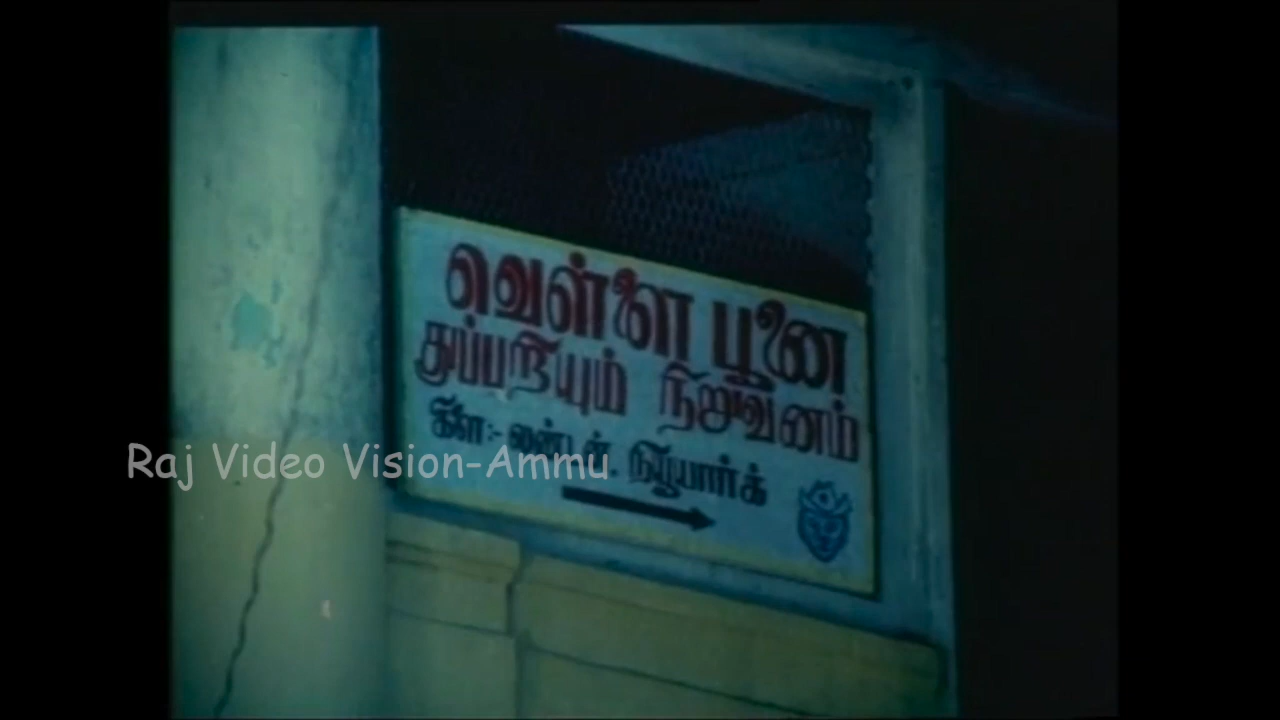 வெள்ளை பூனை
துப்பறியும் நிறுவனம்
கிளை:- லண்டன். நியூயார்க்
Raj Video Vision-Ammu